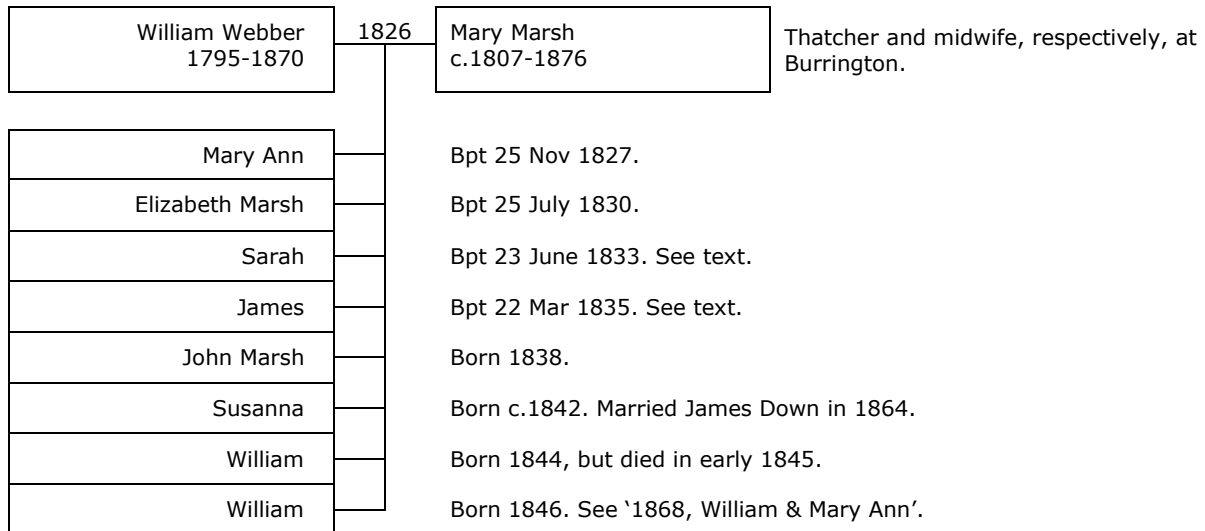 William Webber 1826 Mary Marsh
1795-1870 c.1807-1876
Thatcher and midwife, respectively, at
Burrington.
Mary Ann Bpt 25 Nov 1827.
Elizabeth Marsh Bpt 25 July 1830.
Sarah Bpt 23 June 1833. See text.
James Bpt 22 Mar 1835. See text.
John Marsh Born 1838.
Susanna Born c.1842. Married James Down in 1864.
William Born 1844, but died in early 1845.
William Born 1846. See ‘1868, William & Mary Ann’.